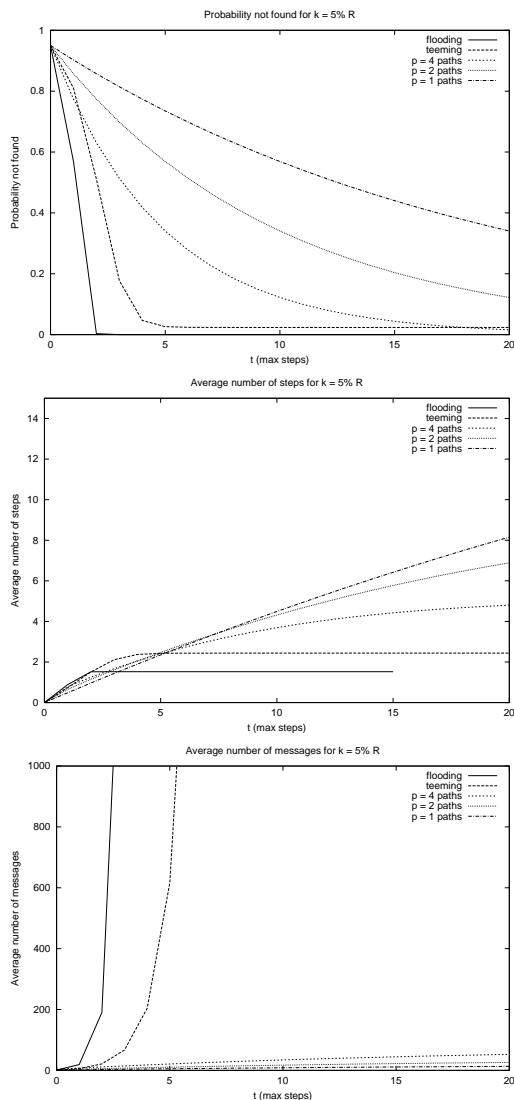 Probability not found for k = 5% R
flooding
teeming
p = 4 paths
p = 2 paths
p = 1 paths
Probability not found
1
0.8
0.6
0.4
0.2
0
0 5 10 15 20
t (max steps)
Average number of steps for k = 5% R
flooding
teeming
p = 4 paths
p = 2 paths
p = 1 paths
Average number of steps
14
12
10
8
6
4
2
0
0 5 10 15 20
t (max steps)
Average number of messages for k = 5% R
flooding
teeming
p = 4 paths
p = 2 paths
p = 1 paths
Average number of messages
1000
800
600
400
200
0
0 5 10 15 20
t (max steps)